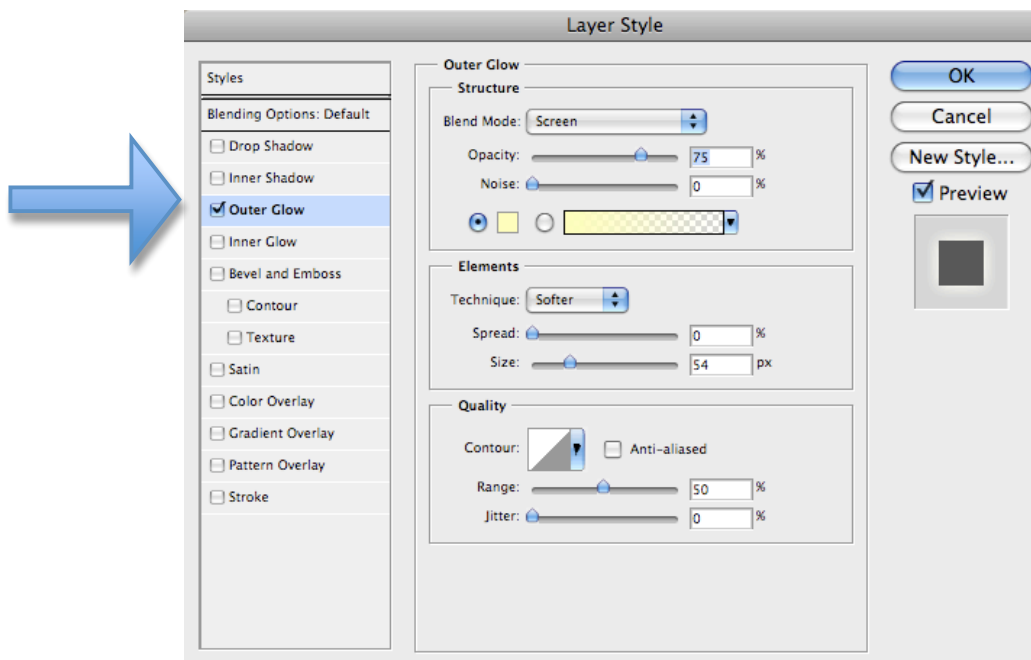 Layer Style
Styles
Blending Options: Default
Drop Shadow
Inner Shadow
Outer Glow
Inner Glow
Bevel and Emboss
Contour
Texture
Satin
Color Overlay
Gradient Overlay
Pattern Overlay
Stroke
Outer Glow
Structure
Blend Mode: Screen
Opacity: 75 %
Noise: 0 %
Elements
Technique: Softer
Spread: 0 %
Size: 54 px
Quality
Contour: Anti-aliased
Range: 50 %
Jitter: 0 %
OK
Cancel
New Style...
Preview